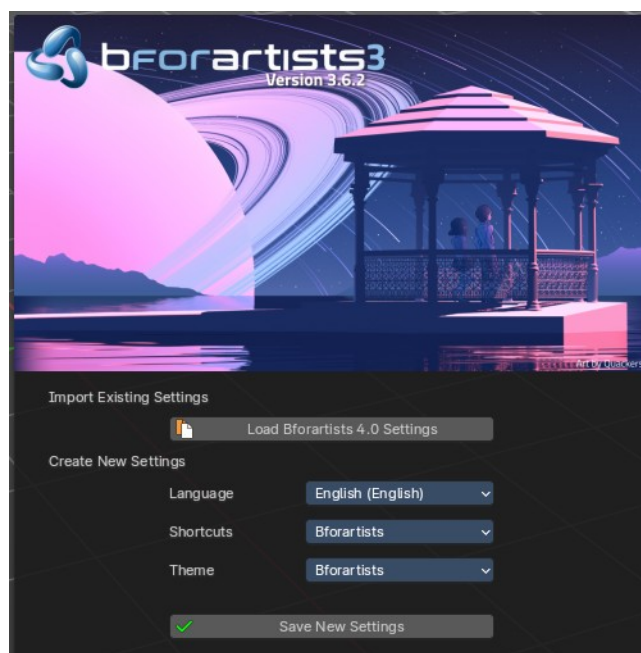 bforartists3
Version 3.6.2
Art by Quackers
Import Existing Settings
Load Bforartists 4.0 Settings
Create New Settings
Language English (English)
Shortcuts Bforartists
Theme Bforartists
Save New Settings